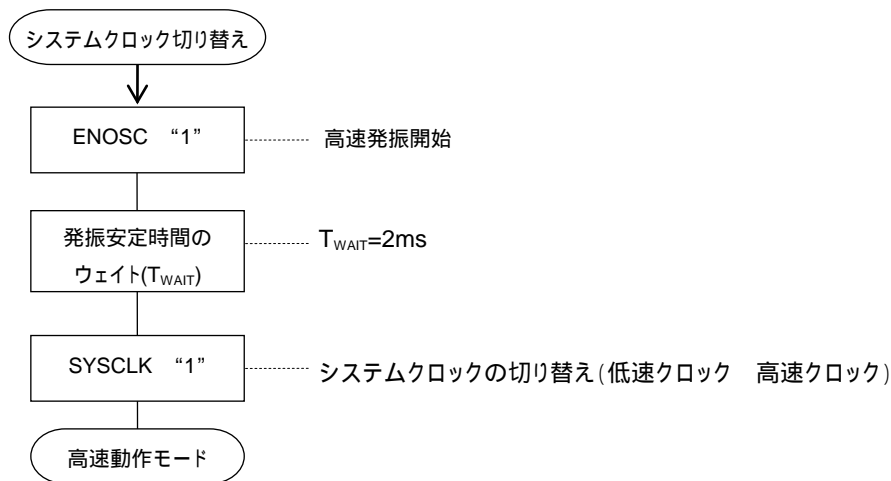 システムクロック切り替え
ENOSC “1”
高速発振開始
発振安定時間の
ウェイト(TWAIT)
TWAIT=2ms
SYSCLK “1”
システムクロックの切り替え(低速クロック 高速クロック)
高速動作モード